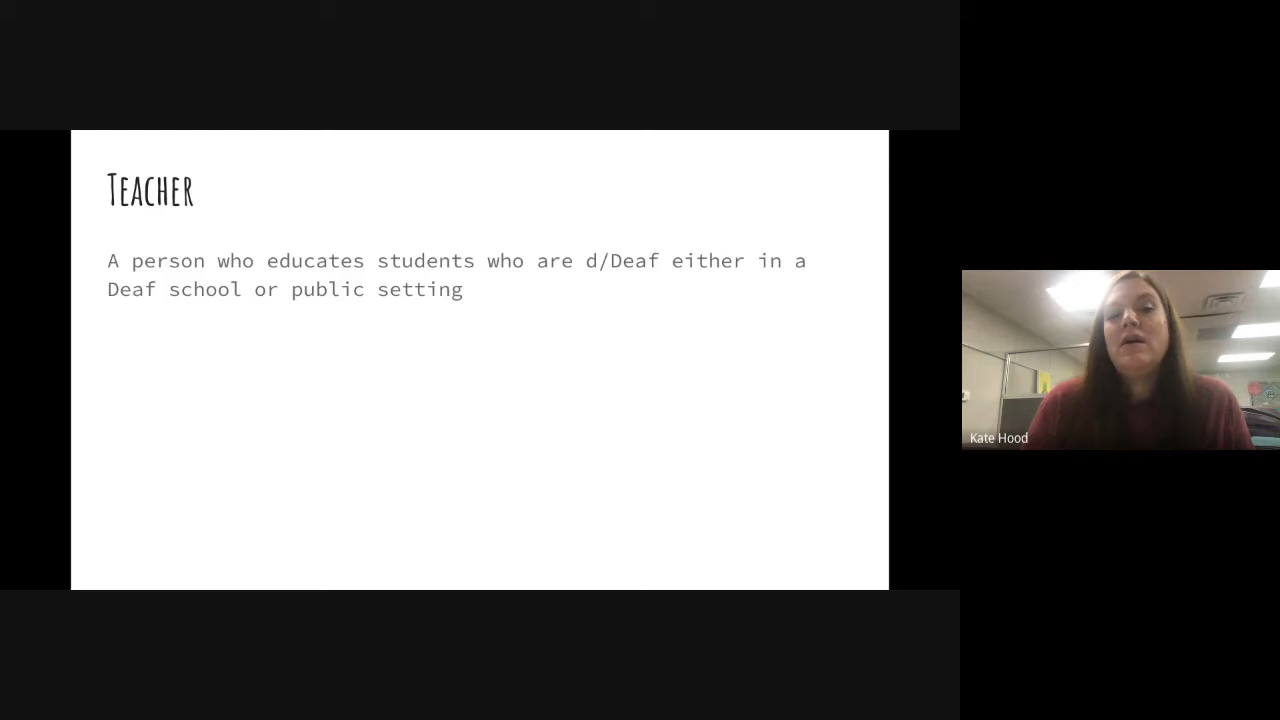 Teacher
A person who educates students who are d/Deaf either in a
Deaf school or public setting
Kate Hood